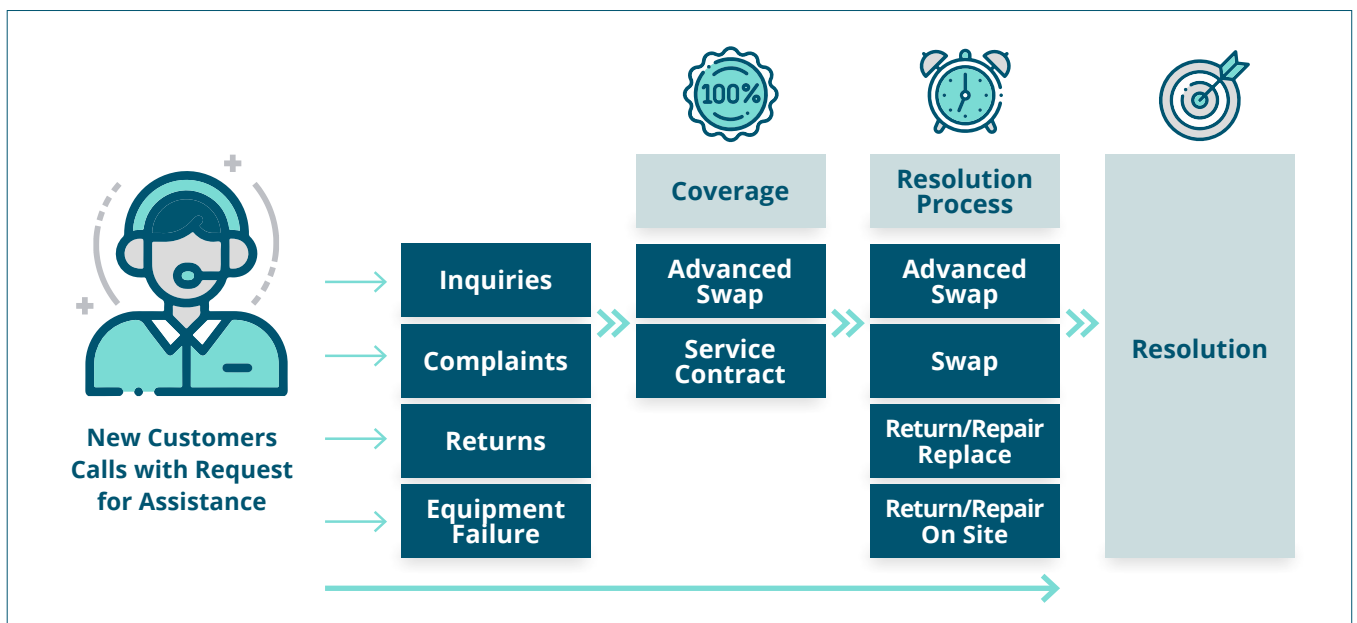 100%
Coverage
Resolution
Process
Resolution
New Customers
Calls with Request
for Assistance
Inquiries
Complaints
Returns
Equipment
Failure
Advanced
Swap
Service
Contract
Advanced
Swap
Swap
Return/Repair
Replace
Return/Repair
On Site